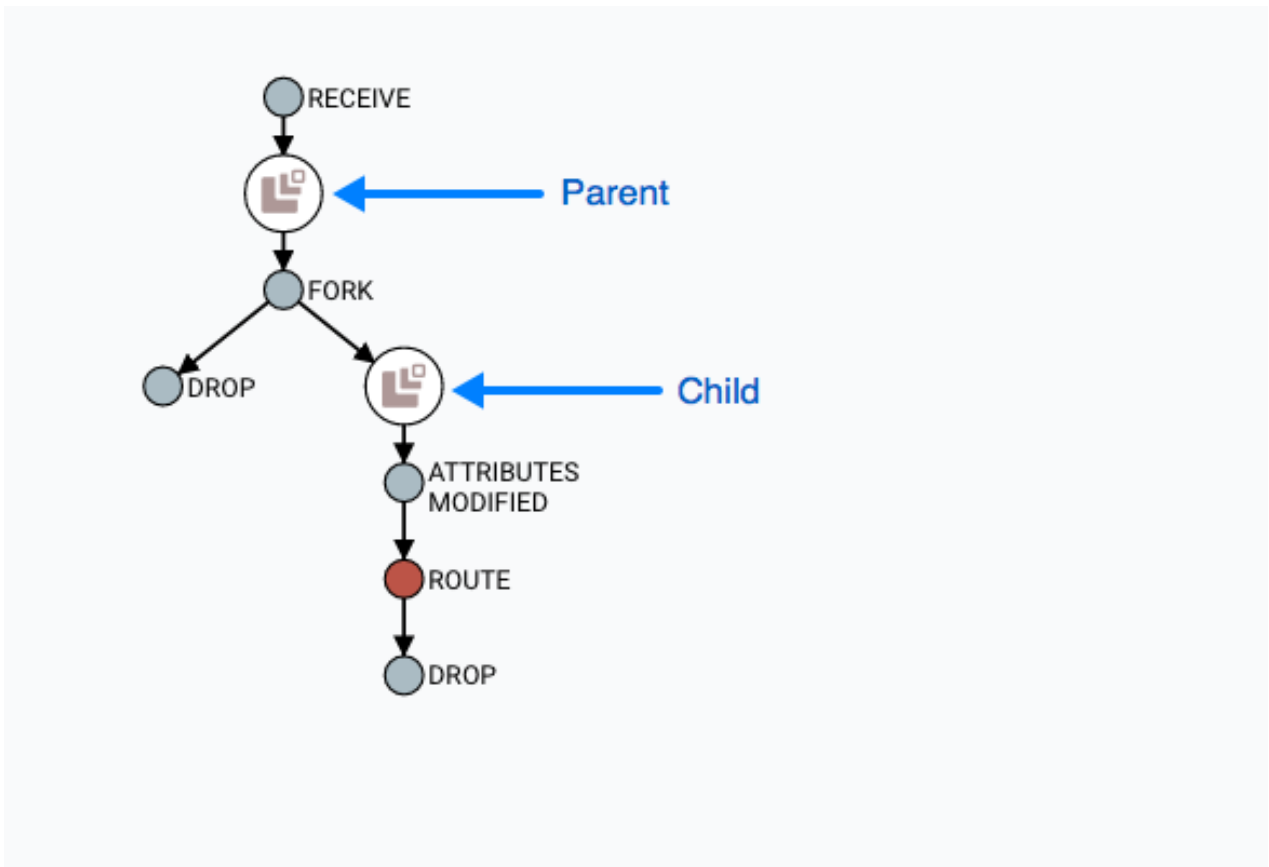 RECEIVE
Parent
FORK
DROP
Child
ATTRIBUTES
MODIFIED
ROUTE
DROP